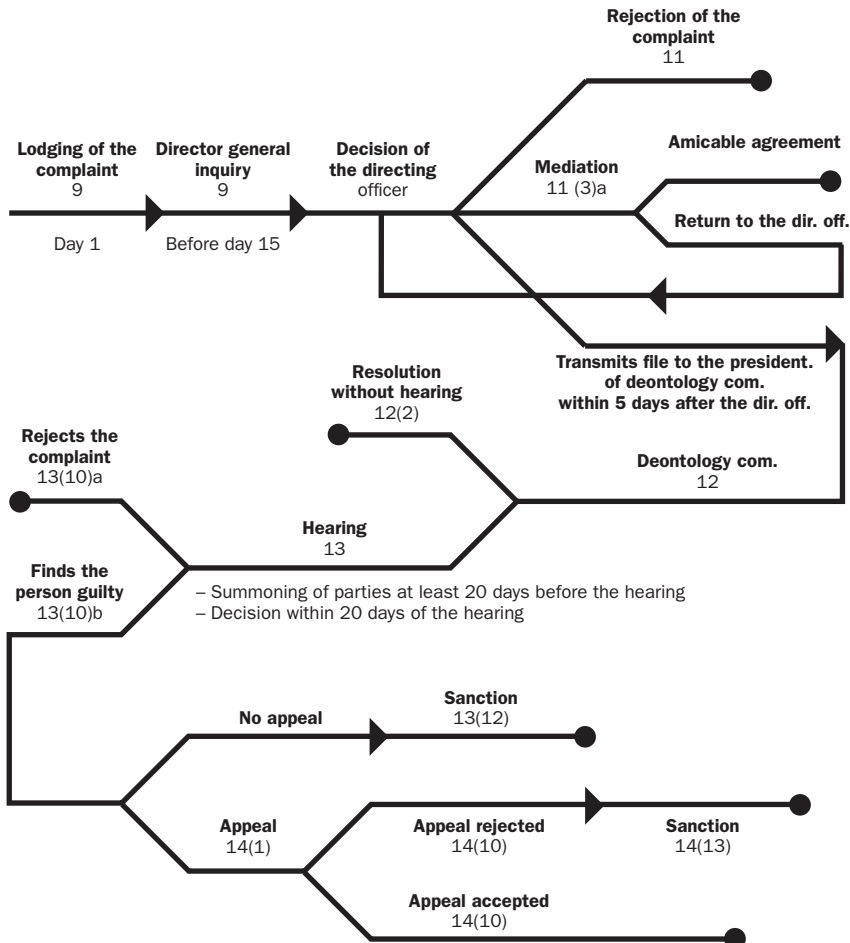 Rejection of the
complaint
11
Lodging of the
complaint
9
Director general
inquiry
9
Decision of
the directing
officer
Mediation
11 (3)a
Amicable agreement
Return to the dir. off.
Day 1
Before day 15
Transmits file to the president.
of deontology com.
within 5 days after the dir. off.
Resolution
without hearing
12(2)
Deontology com.
12
Rejects the
complaint
13(10)a
Hearing
13
Finds the
person guilty
13(10)b
– Summoning of parties at least 20 days before the hearing
– Decision within 20 days of the hearing
No appeal
Sanction
13(12)
Appeal
14(1)
Appeal rejected
14(10)
Sanction
14(13)
Appeal accepted
14(10)